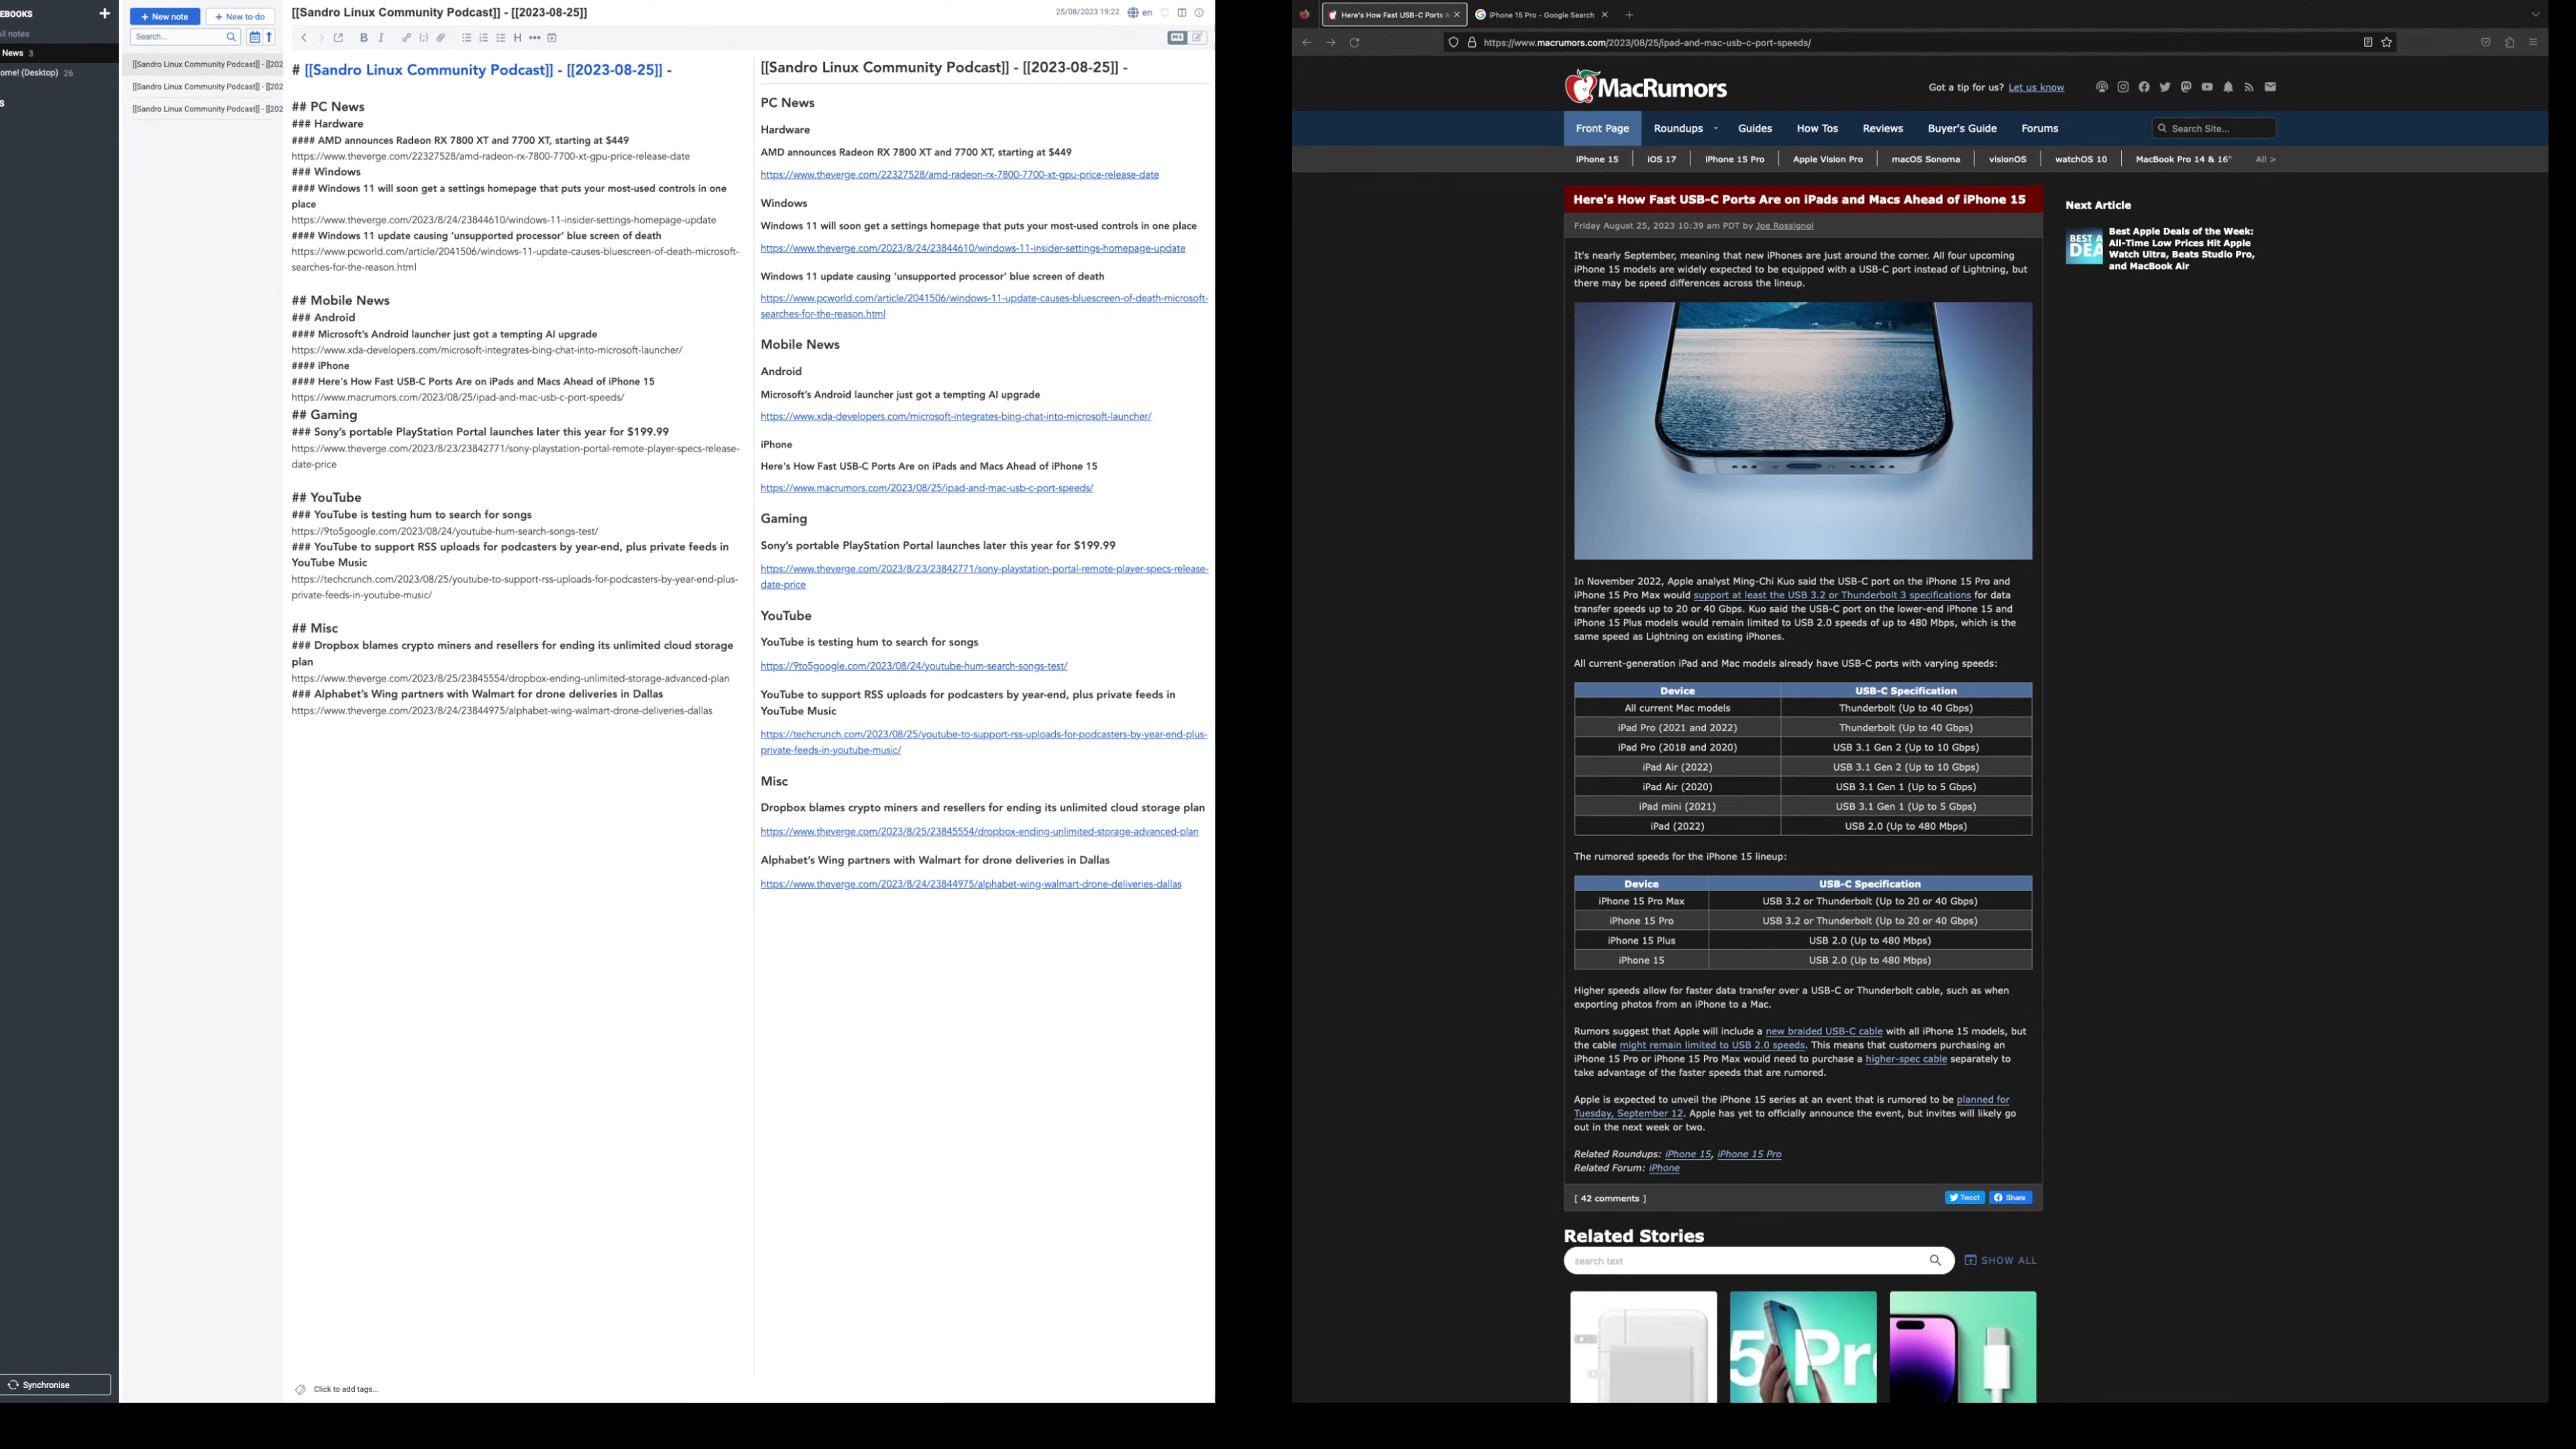 EBOOKS
ll notes
News 3
ome! (Desktop) 26
S
Synchronise
New note
New to-do
Search...
[[Sandro Linux Community Podcast]] - [[202
[[Sandro Linux Community Podcast]] - [[202
[[Sandro Linux Community Podcast]] - [[202
[[Sandro Linux Community Podcast]] - [[2023-08-25]]
25/08/2023 19:22
en
# [[Sandro Linux Community Podcast]] - [[2023-08-25]] -
## PC News
### Hardware
#### AMD announces Radeon RX 7800 XT and 7700 XT, starting at $449
https://www.theverge.com/22327528/amd-radeon-rx-7800-7700-xt-gpu-price-release-date
### Windows
#### Windows 11 will soon get a settings homepage that puts your most-used controls in one
place
https://www.theverge.com/2023/8/24/23844610/windows-11-insider-settings-homepage-update
#### Windows 11 update causing ‘unsupported processor’ blue screen of death
https://www.pcworld.com/article/2041506/windows-11-update-causes-bluescreen-of-death-microsoft-
searches-for-the-reason.html
## Mobile News
### Android
#### Microsoft’s Android launcher just got a tempting AI upgrade
https://www.xda-developers.com/microsoft-integrates-bing-chat-into-microsoft-launcher/
#### iPhone
#### Here's How Fast USB-C Ports Are on iPads and Macs Ahead of iPhone 15
https://www.macrumors.com/2023/08/25/ipad-and-mac-usb-c-port-speeds/
## Gaming
### Sony’s portable PlayStation Portal launches later this year for $199.99
https://www.theverge.com/2023/8/23/23842771/sony-playstation-portal-remote-player-specs-release-
date-price
## YouTube
### YouTube is testing hum to search for songs
https://9to5google.com/2023/08/24/youtube-hum-search-songs-test/
### YouTube to support RSS uploads for podcasters by year-end, plus private feeds in
YouTube Music
https://techcrunch.com/2023/08/25/youtube-to-support-rss-uploads-for-podcasters-by-year-end-plus-
private-feeds-in-youtube-music/
## Misc
### Dropbox blames crypto miners and resellers for ending its unlimited cloud storage
plan
https://www.theverge.com/2023/8/25/23845554/dropbox-ending-unlimited-storage-advanced-plan
### Alphabet’s Wing partners with Walmart for drone deliveries in Dallas
https://www.theverge.com/2023/8/24/23844975/alphabet-wing-walmart-drone-deliveries-dallas
Click to add tags...
[[Sandro Linux Community Podcast]] - [[2023-08-25]] -
PC News
Hardware
AMD announces Radeon RX 7800 XT and 7700 XT, starting at $449
https://www.theverge.com/22327528/amd-radeon-rx-7800-7700-xt-gpu-price-release-date
Windows
Windows 11 will soon get a settings homepage that puts your most-used controls in one place
https://www.theverge.com/2023/8/24/23844610/windows-11-insider-settings-homepage-update
Windows 11 update causing ‘unsupported processor’ blue screen of death
https://www.pcworld.com/article/2041506/windows-11-update-causes-bluescreen-of-death-microsoft-
searches-for-the-reason.html
Mobile News
Android
Microsoft’s Android launcher just got a tempting AI upgrade
https://www.xda-developers.com/microsoft-integrates-bing-chat-into-microsoft-launcher/
iPhone
Here's How Fast USB-C Ports Are on iPads and Macs Ahead of iPhone 15
https://www.macrumors.com/2023/08/25/ipad-and-mac-usb-c-port-speeds/
Gaming
Sony’s portable PlayStation Portal launches later this year for $199.99
https://www.theverge.com/2023/8/23/23842771/sony-playstation-portal-remote-player-specs-release-
date-price
YouTube
YouTube is testing hum to search for songs
https://9to5google.com/2023/08/24/youtube-hum-search-songs-test/
YouTube to support RSS uploads for podcasters by year-end, plus private feeds in
YouTube Music
https://techcrunch.com/2023/08/25/youtube-to-support-rss-uploads-for-podcasters-by-year-end-plus-
private-feeds-in-youtube-music/
Misc
Dropbox blames crypto miners and resellers for ending its unlimited cloud storage plan
https://www.theverge.com/2023/8/25/23845554/dropbox-ending-unlimited-storage-advanced-plan
Alphabet’s Wing partners with Walmart for drone deliveries in Dallas
https://www.theverge.com/2023/8/24/23844975/alphabet-wing-walmart-drone-deliveries-dallas
Here's How Fast USB-C Ports A
iPhone 15 Pro - Google Search
https://www.macrumors.com/2023/08/25/ipad-and-mac-usb-c-port-speeds/
MacRumors
Got a tip for us? Let us know
Front Page Roundups Guides How Tos Reviews Buyer's Guide Forums Search Site...
iPhone 15 iOS 17 iPhone 15 Pro Apple Vision Pro macOS Sonoma visionOS watchOS 10 MacBook Pro 14 & 16" All >
Here's How Fast USB-C Ports Are on iPads and Macs Ahead of iPhone 15
Friday August 25, 2023 10:39 am PDT by Joe Rossignol
It's nearly September, meaning that new iPhones are just around the corner. All four upcoming
iPhone 15 models are widely expected to be equipped with a USB-C port instead of Lightning, but
there may be speed differences across the lineup.
In November 2022, Apple analyst Ming-Chi Kuo said the USB-C port on the iPhone 15 Pro and
iPhone 15 Pro Max would support at least the USB 3.2 or Thunderbolt 3 specifications for data
transfer speeds up to 20 or 40 Gbps. Kuo said the USB-C port on the lower-end iPhone 15 and
iPhone 15 Plus models would remain limited to USB 2.0 speeds of up to 480 Mbps, which is the
same speed as Lightning on existing iPhones.
All current-generation iPad and Mac models already have USB-C ports with varying speeds:
Device USB-C Specification
All current Mac models Thunderbolt (Up to 40 Gbps)
iPad Pro (2021 and 2022) Thunderbolt (Up to 40 Gbps)
iPad Pro (2018 and 2020) USB 3.1 Gen 2 (Up to 10 Gbps)
iPad Air (2022) USB 3.1 Gen 2 (Up to 10 Gbps)
iPad Air (2020) USB 3.1 Gen 1 (Up to 5 Gbps)
iPad mini (2021) USB 3.1 Gen 1 (Up to 5 Gbps)
iPad (2022) USB 2.0 (Up to 480 Mbps)
The rumored speeds for the iPhone 15 lineup:
Device USB-C Specification
iPhone 15 Pro Max USB 3.2 or Thunderbolt (Up to 20 or 40 Gbps)
iPhone 15 Pro USB 3.2 or Thunderbolt (Up to 20 or 40 Gbps)
iPhone 15 Plus USB 2.0 (Up to 480 Mbps)
iPhone 15 USB 2.0 (Up to 480 Mbps)
Higher speeds allow for faster data transfer over a USB-C or Thunderbolt cable, such as when
exporting photos from an iPhone to a Mac.
Rumors suggest that Apple will include a new braided USB-C cable with all iPhone 15 models, but
the cable might remain limited to USB 2.0 speeds. This means that customers purchasing an
iPhone 15 Pro or iPhone 15 Pro Max would need to purchase a higher-spec cable separately to
take advantage of the faster speeds that are rumored.
Apple is expected to unveil the iPhone 15 series at an event that is rumored to be planned for
Tuesday, September 12. Apple has yet to officially announce the event, but invites will likely go
out in the next week or two.
Related Roundups: iPhone 15, iPhone 15 Pro
Related Forum: iPhone
[ 42 comments ]
Tweet Share
Related Stories
search text
SHOW ALL
5 Pr
Next Article
BEST A
DEA
Best Apple Deals of the Week:
All-Time Low Prices Hit Apple
Watch Ultra, Beats Studio Pro,
and MacBook Air